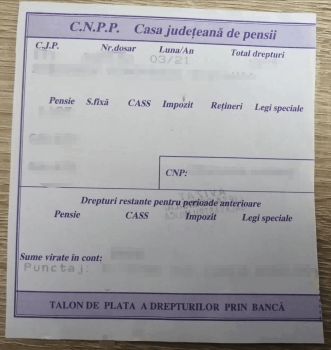 C.N.P.P. Casa județeană de pensii
C.J.P. Nr.dosar Luna/An Total drepturi
03/21
Pensie S.fixă CASS Impozit Rețineri Legi speciale
CNP:
Drepturi restante pentru perioade anterioare
Pensie CASS Impozit Legi speciale
Sume virate în cont:
Punctaj:
TALON DE PLATA A DREPTURILOR PRIN BANCĂ